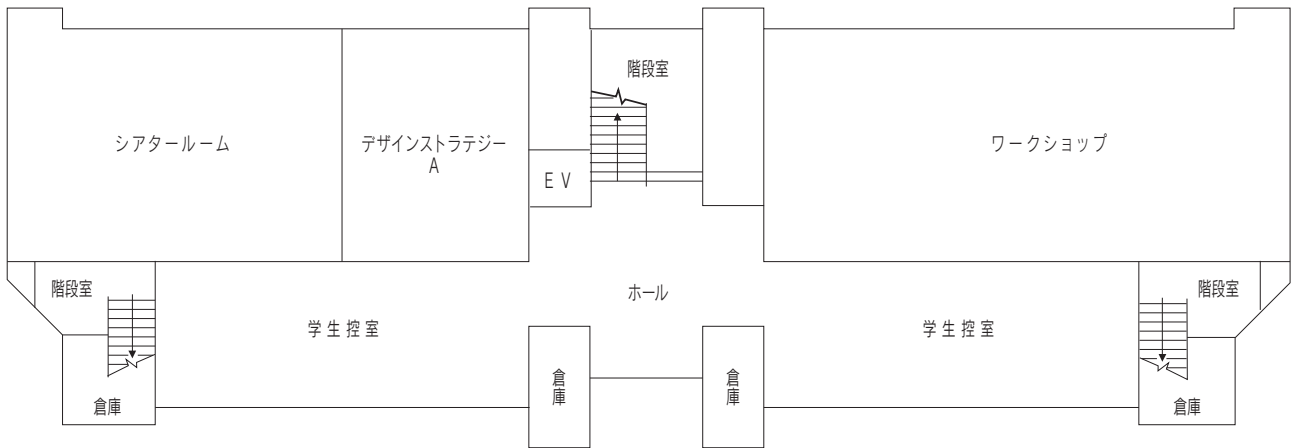 階段室
シアタールーム
デザインストラテジー
A
ワークショップ
EV
階段室
ホール
階段室
学生控室
学生控室
倉庫
倉庫
倉庫
倉庫